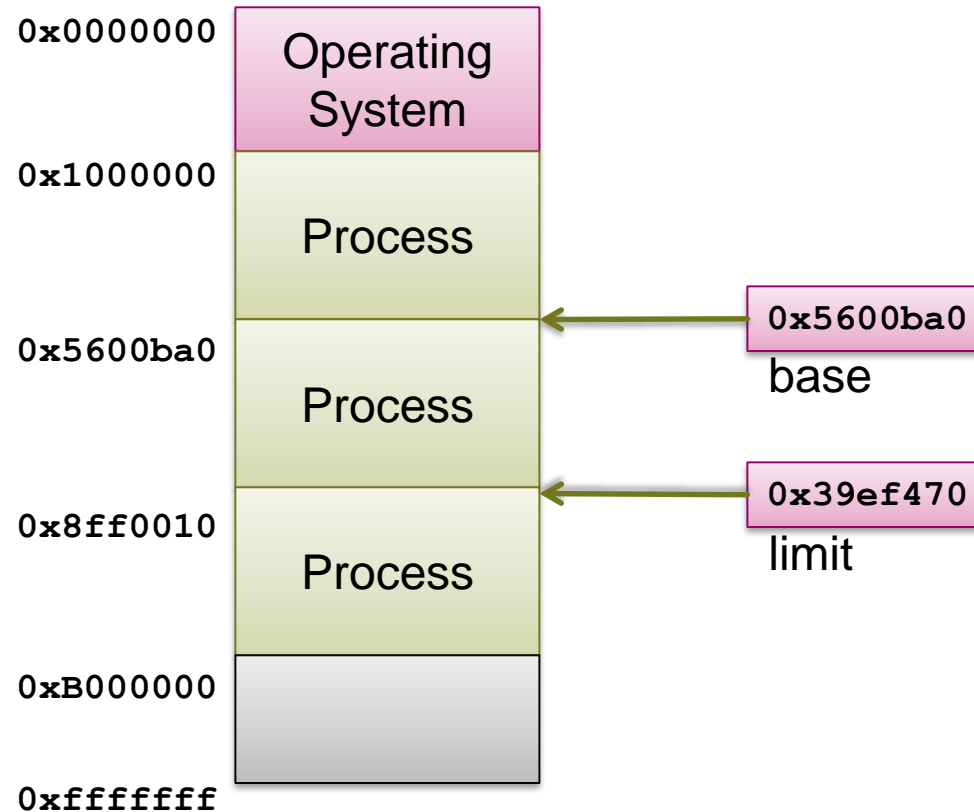 0x0000000
Operating
System
0x1000000
Process
0x5600ba0
base
0x5600ba0
Process
0x39ef470
limit
0x8ff0010
Process
0xB000000
0xfffffff